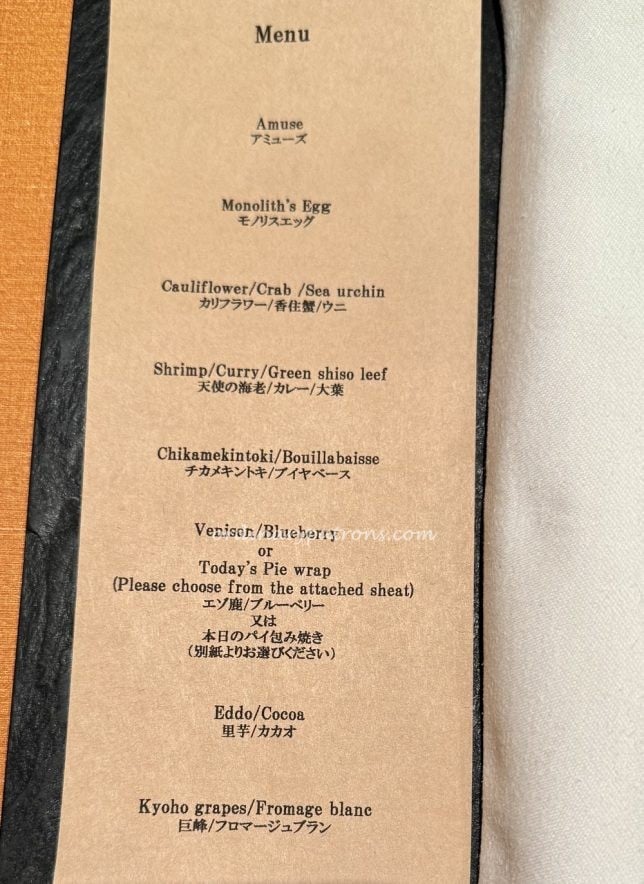 Menu
Amuse
アミューズ
Monolith's Egg
モノリスエッグ
Cauliflower/Crab /Sea urchin
カリフラワー/香住蟹/ウニ
Shrimp/Curry/Green shiso leef
天使の海老/カレー/大葉
Chikamekintoki/Bouillabaisse
チカメキントキ/ブイヤベース
Venison/Blueberry
or
Today's Pie wrap
(Please choose from the attached sheat)
エゾ鹿/ブルーベリー
又は
本日のパイ包み焼き
(別紙よりお選びください)
Eddo/Cocoa
里芋/カカオ
Kyoho grapes/Fromage blanc
巨峰/フロマージュブラン